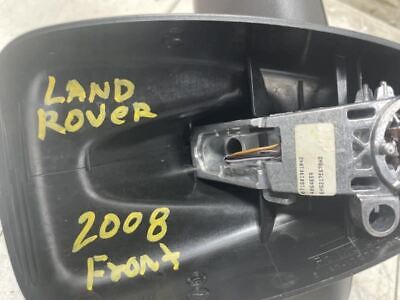 LAND
ROVER
2008
Front